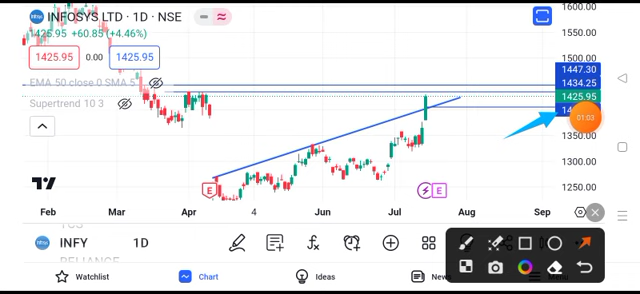 INFOSYS LTD · 1D · NSE
1425.95 +60.85 (+4.46%)
1425.95 0.00 1425.95
EMA 50 close 0 SMA 5
Supertrend 10 3
1600.00
1550.00
1500.00
1447.30
1434.25
1425.95
01:03
1350.00
1300.00
1250.00
E
E
Feb Mar Apr 4 Jun Jul Aug Sep
INFY 1D
RELIANCE
Watchlist Chart Ideas News